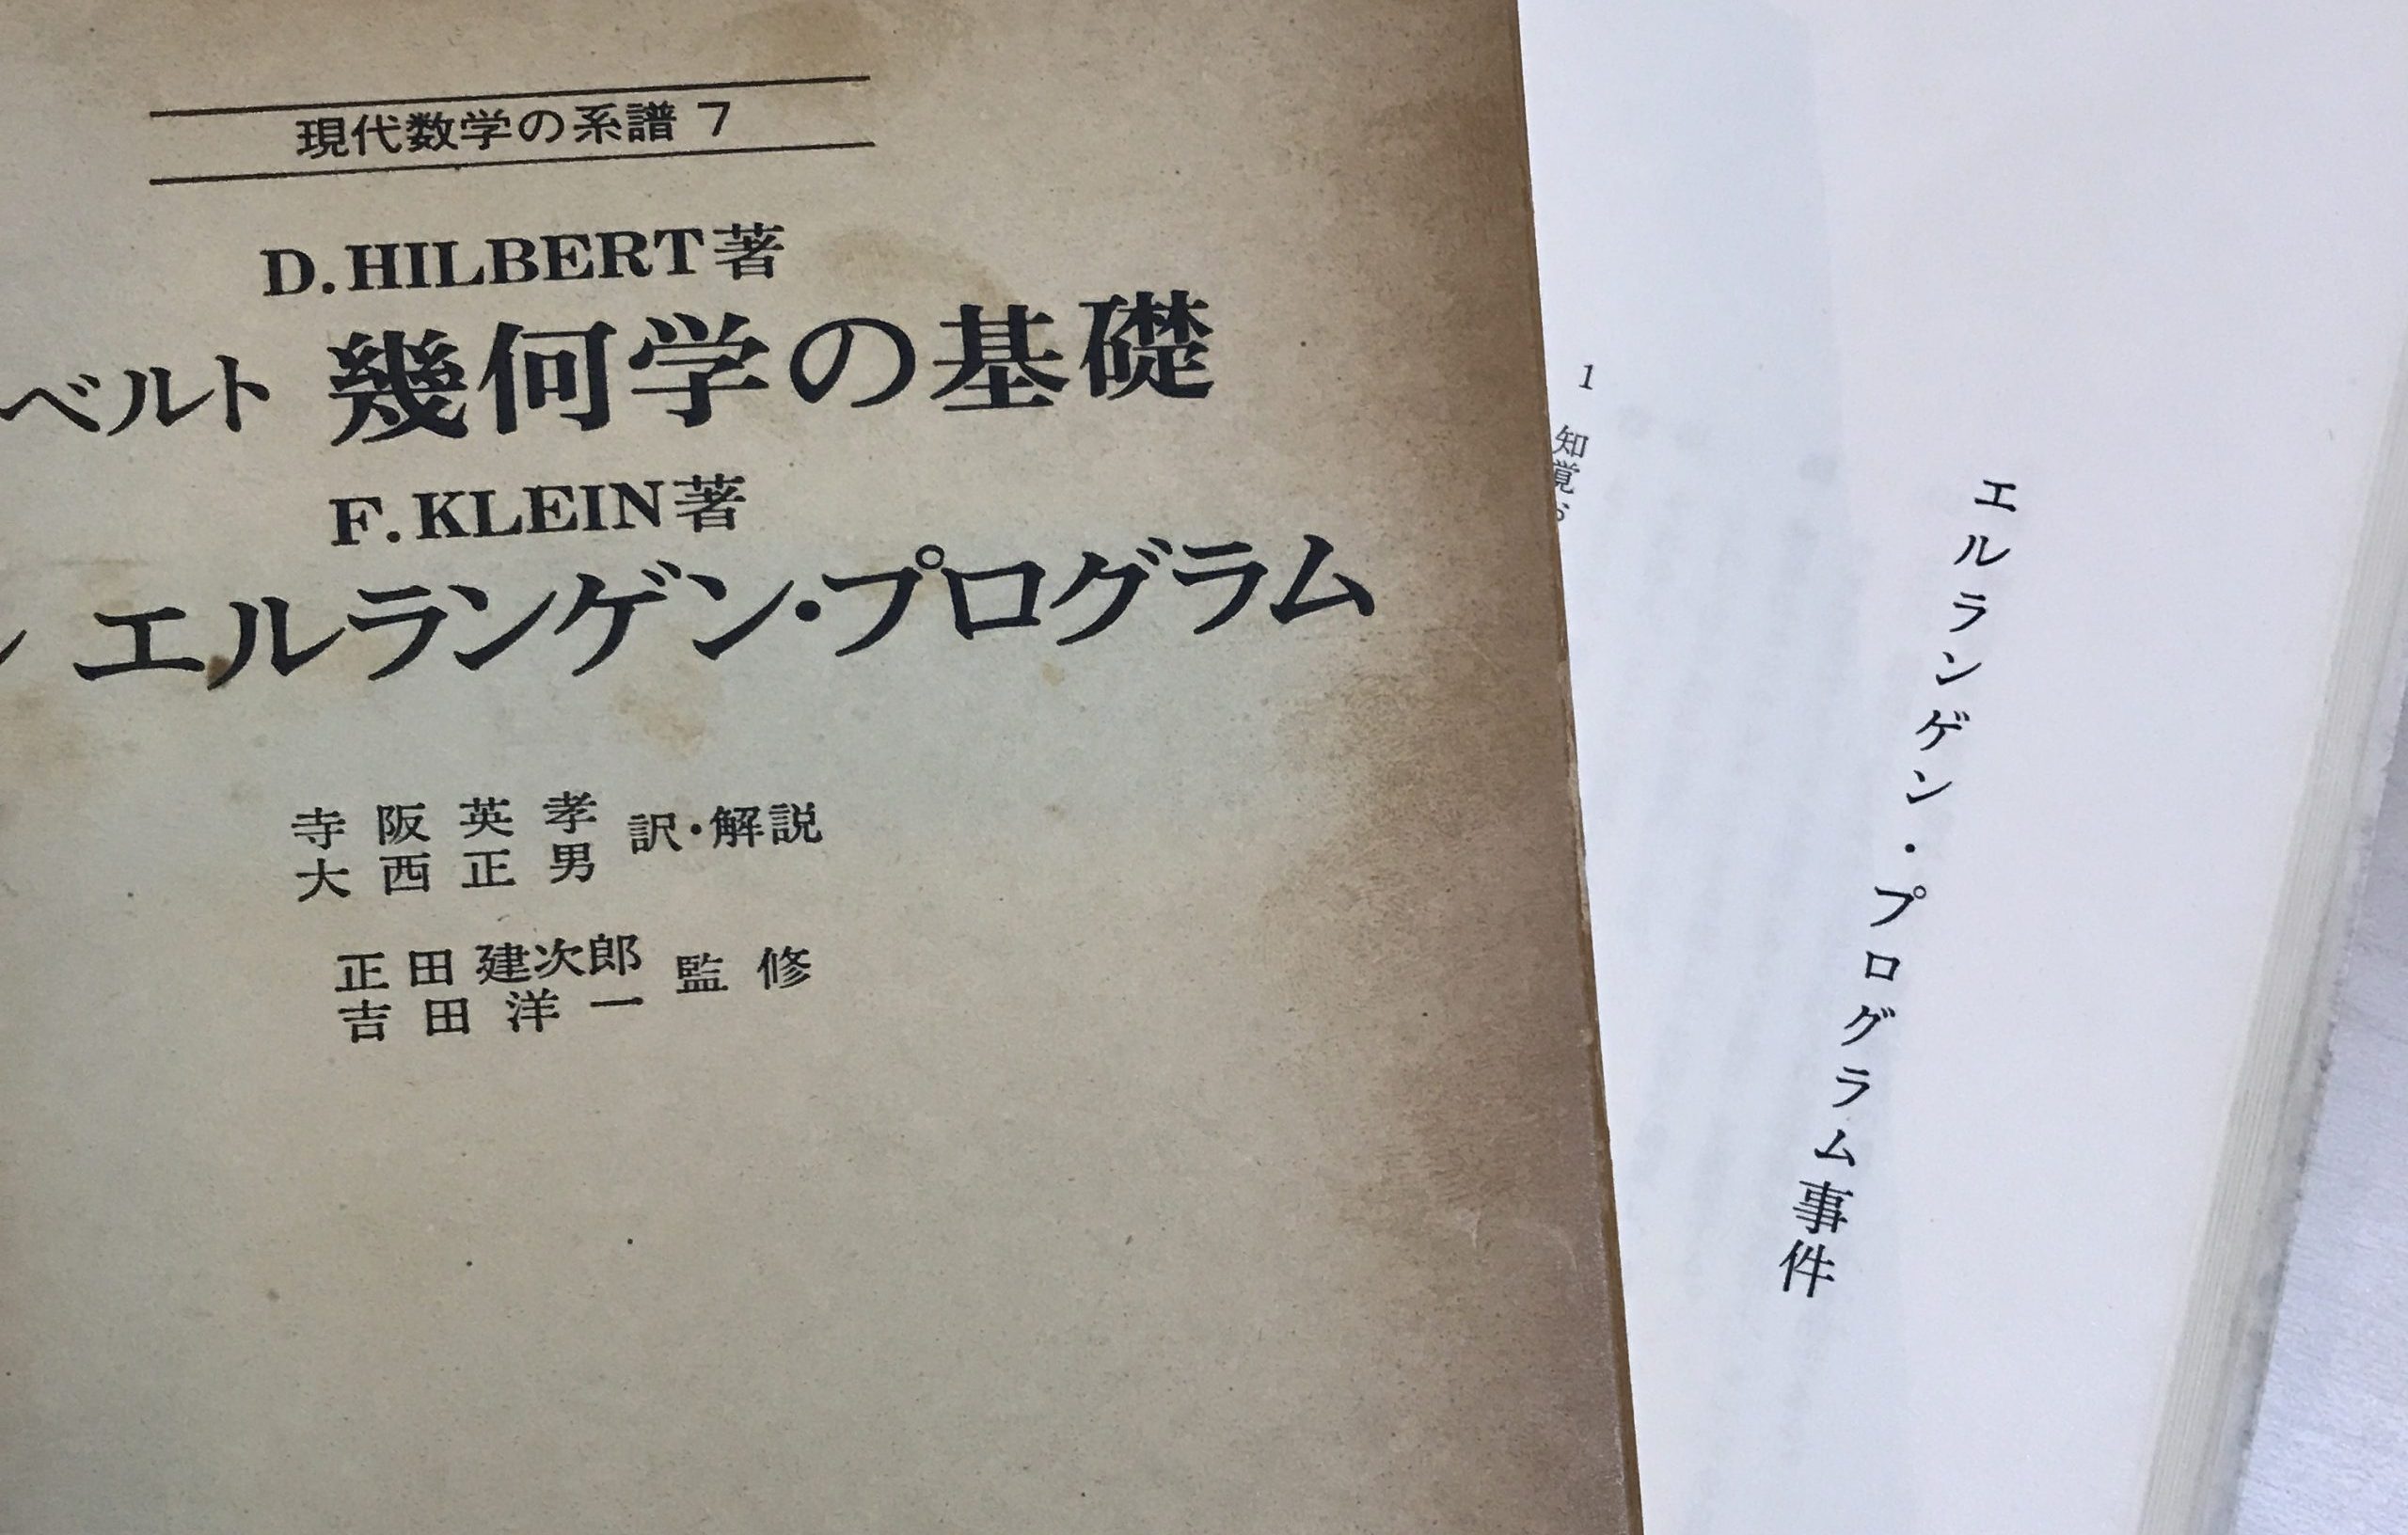 現代数学の系譜 7
D.HILBERT著
ベルト 幾何学の基礎
F.KLEIN著
エルランゲン・プログラム
寺阪英孝
大西正男 訳・解説
正田建次郎
吉田洋一 監修
エルランゲン・プログラム事件
1 知覚お